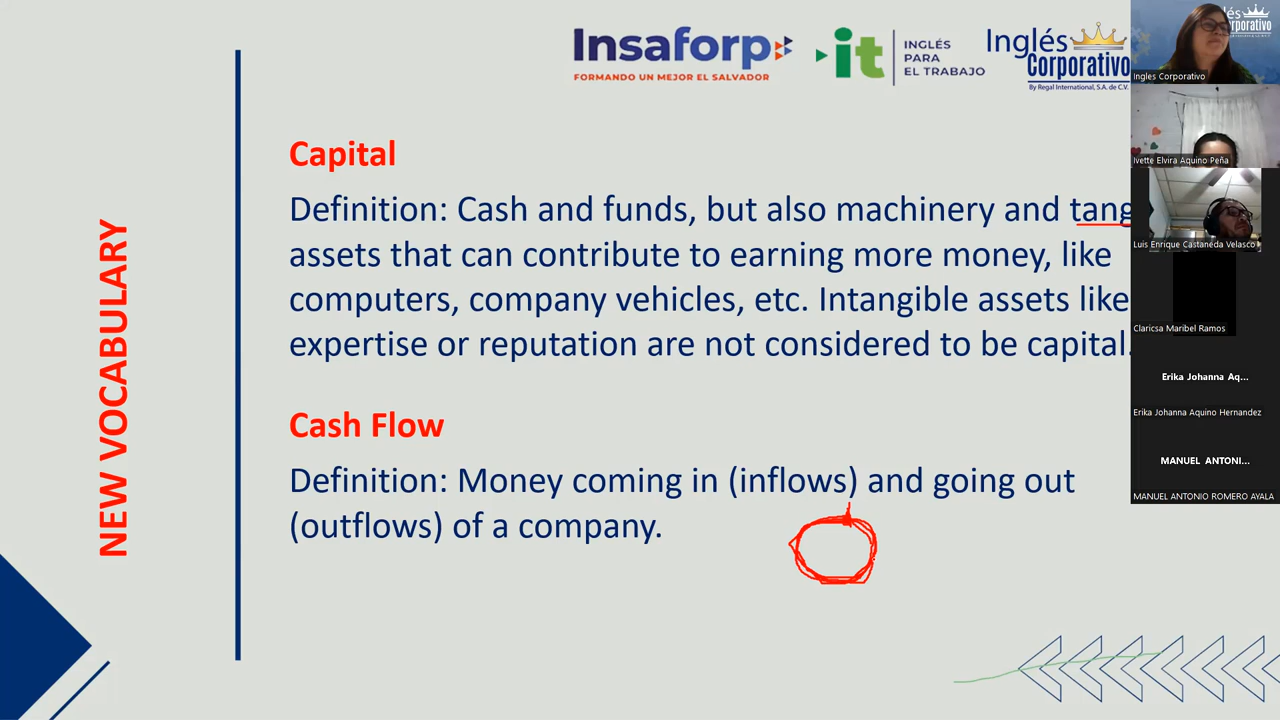 Insaforp
FORMANDO UN MEJOR EL SALVADOR
it
INGLÉS
PARA
EL TRABAJO
Inglés
Corporativo
By Regal International, S.A. de C.V.
NEW VOCABULARY
Capital
Definition: Cash and funds, but also machinery and tang
assets that can contribute to earning more money, like
computers, company vehicles, etc. Intangible assets like
expertise or reputation are not considered to be capital.
Cash Flow
Definition: Money coming in (inflows) and going out
(outflows) of a company.
Ingles Corporativo
Ivette Elvira Aquino Peña
Luis Enrique Castaneda Velasco
Claricsa Maribel Ramos
Erika Johanna Aq...
Erika Johanna Aquino Hernandez
MANUEL ANTONI...
MANUEL ANTONIO ROMERO AYALA